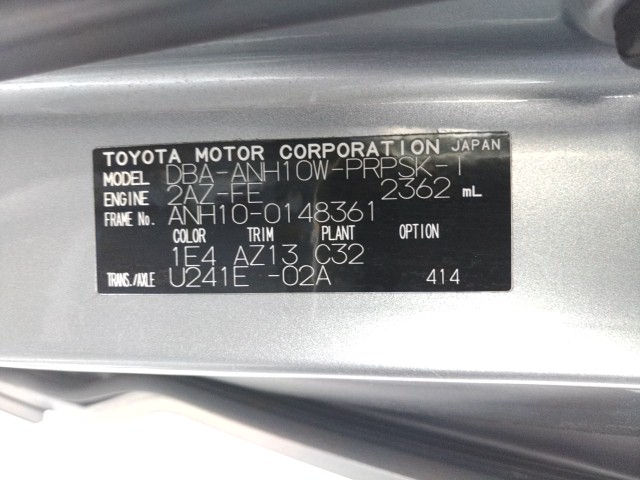 TOYOTA MOTOR CORPORATION JAPAN
MODEL DBA-ANH10W-PRPSK-T
ENGINE 2AZ-FE 2362 mL
FRAME No. ANH10-0148361
COLOR TRIM PLANT OPTION
1E4 AZ13 C32
TRANS./AXLE U241E -02A 414